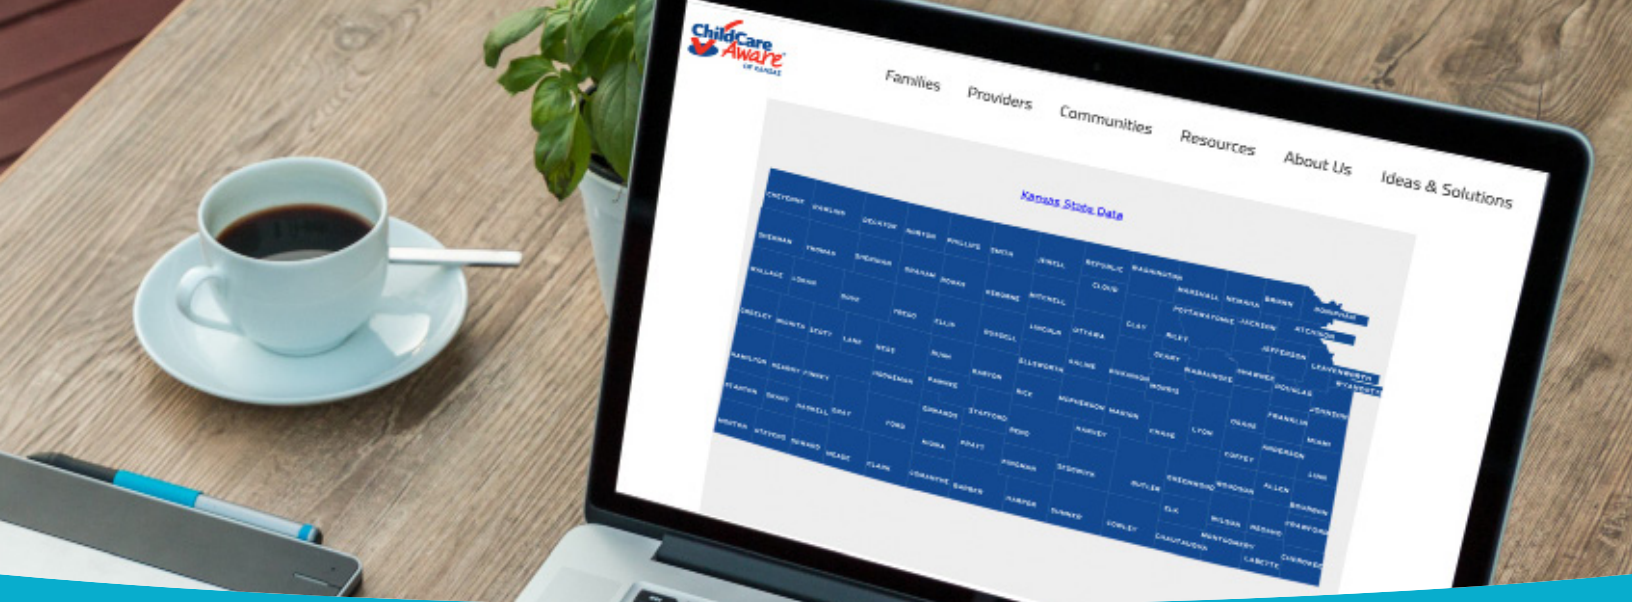 ChildCare
Aware®
OF KANSAS
Families Providers Communities Resources About Us Ideas & Solutions
Kansas State Data
CHEYENNE RAWLINS DECATUR NORTON PHILLIPS SMITH JEWELL REPUBLIC WASHINGTON MARSHALL NEMAHA BROWN DONIPHAN
SHERMAN THOMAS SHERIDAN GRAHAM ROOKS OSBORNE MITCHELL CLOUD CLAY RILEY POTTAWATOMIE JACKSON ATCHISON
WALLACE LOGAN GOVE TREGO ELLIS RUSSELL LINCOLN OTTAWA GEARY WABAUNSEE SHAWNEE JEFFERSON LEAVENWORTH WYANDOTTE
GREELEY WICHITA SCOTT LANE NESS RUSH BARTON ELLSWORTH SALINE DICKINSON MORRIS DOUGLAS JOHNSON
HAMILTON KEARNY FINNEY HODGEMAN PAWNEE RICE MCPHERSON MARION CHASE LYON OSAGE FRANKLIN MIAMI
STANTON GRANT HASKELL GRAY FORD EDWARDS STAFFORD RENO HARVEY COFFEY ANDERSON LINN
KIOWA PRATT KINGMAN SEDGWICK BUTLER GREENWOOD WOODSON ALLEN BOURBON
MORTON STEVENS SEWARD MEADE CLARK COMANCHE BARBER HARPER SUMNER COWLEY ELK WILSON NEOSHO CRAWFORD
CHAUTAUQUA MONTGOMERY LABETTE CHEROKEE